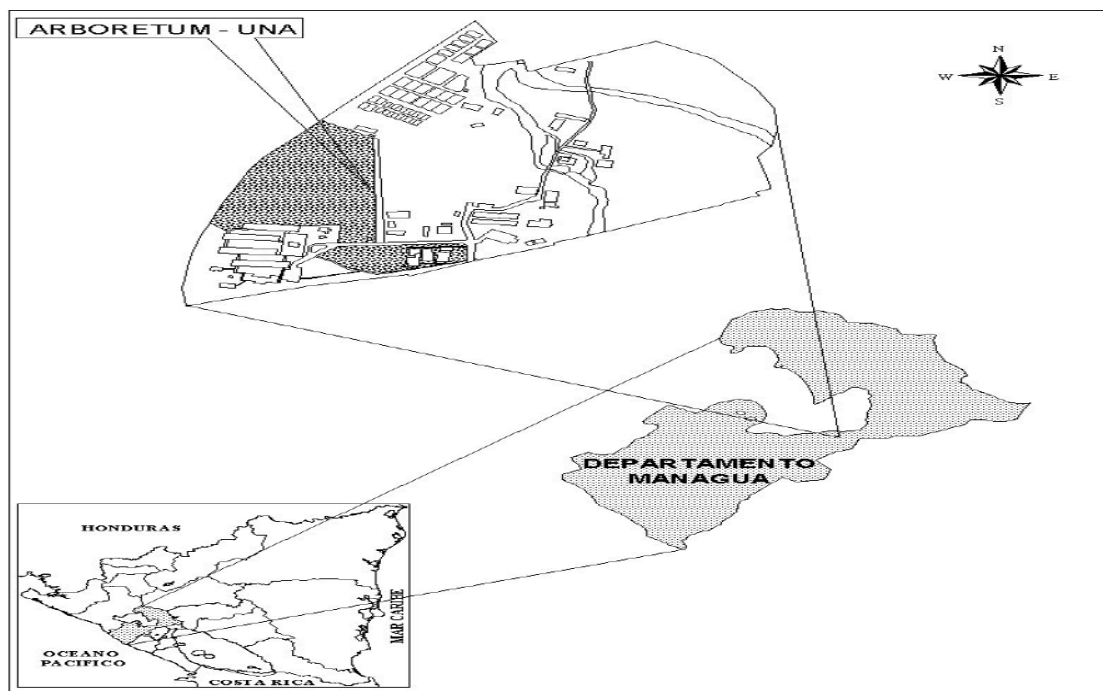 ARBORETUM - UNA
N
W E
S
DEPARTAMENTO
MANAGUA
HONDURAS
MAR CARIBE
OCEANO
PACIFICO
COSTA RICA